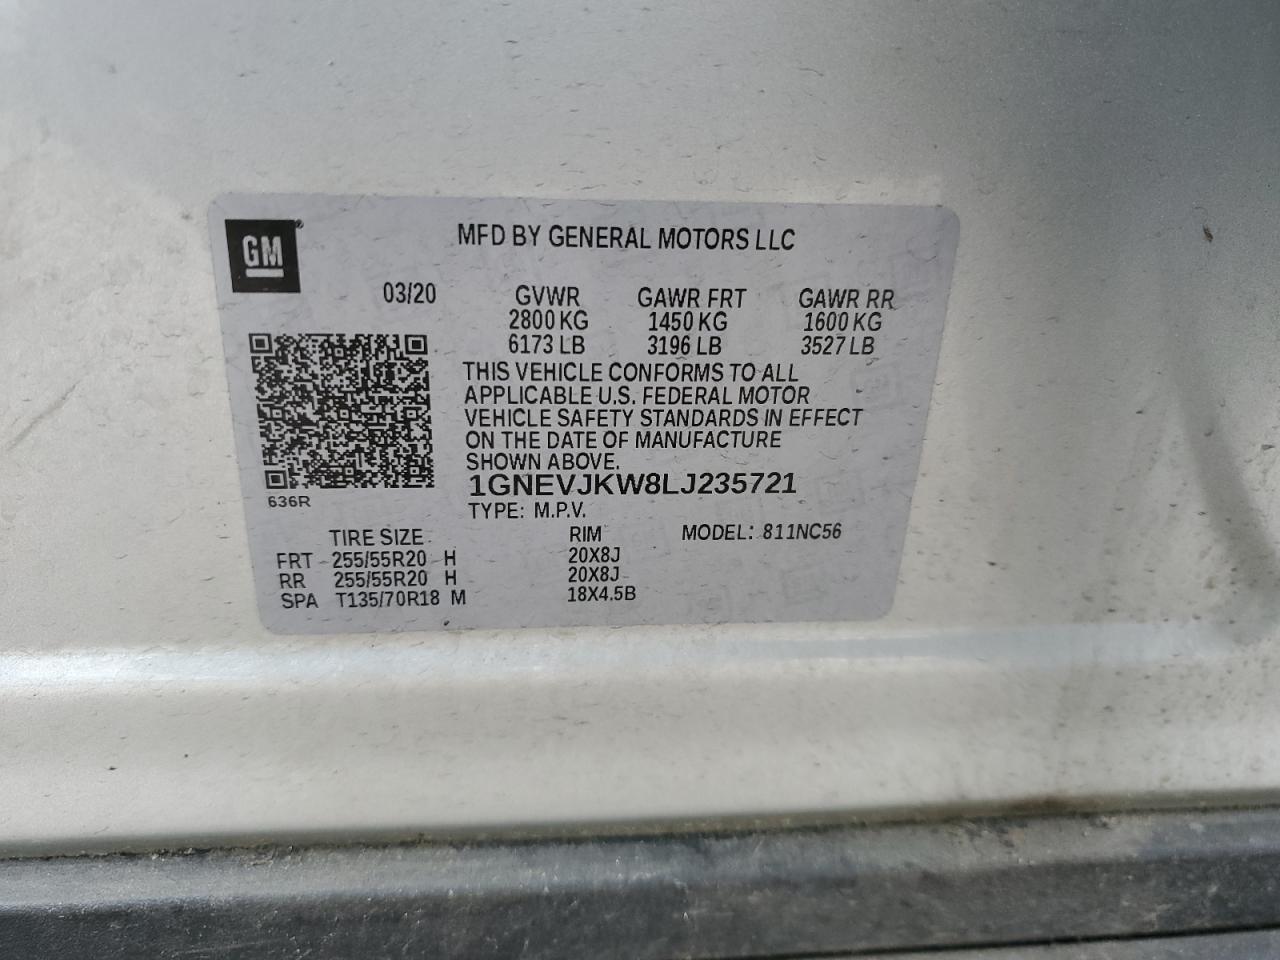 GM
MFD BY GENERAL MOTORS LLC
03/20
GVWR GAWR FRT GAWR RR
2800 KG 1450 KG 1600 KG
6173 LB 3196 LB 3527 LB
THIS VEHICLE CONFORMS TO ALL
APPLICABLE U.S. FEDERAL MOTOR
VEHICLE SAFETY STANDARDS IN EFFECT
ON THE DATE OF MANUFACTURE
SHOWN ABOVE.
1GNEVJKW8LJ235721
636R
TYPE: M.P.V.
TIRE SIZE RIM MODEL: 811NC56
FRT 255/55R20 H 20X8J
RR 255/55R20 H 20X8J
SPA T135/70R18 M 18X4.5B